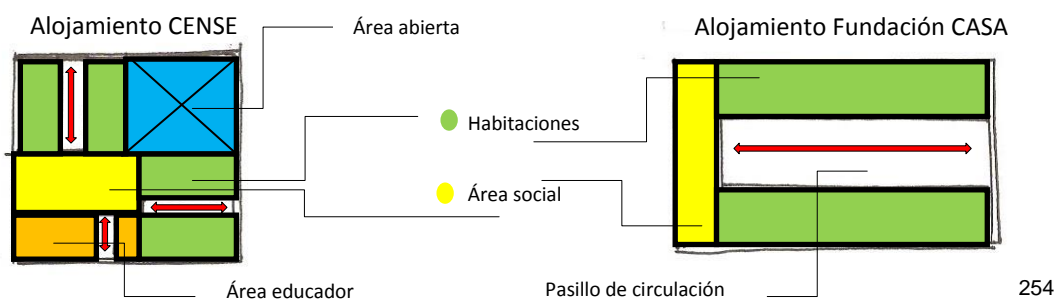 Alojamiento CENSE
Área abierta
Alojamiento Fundación CASA
Habitaciones
Área social
Área educador
Pasillo de circulación
254